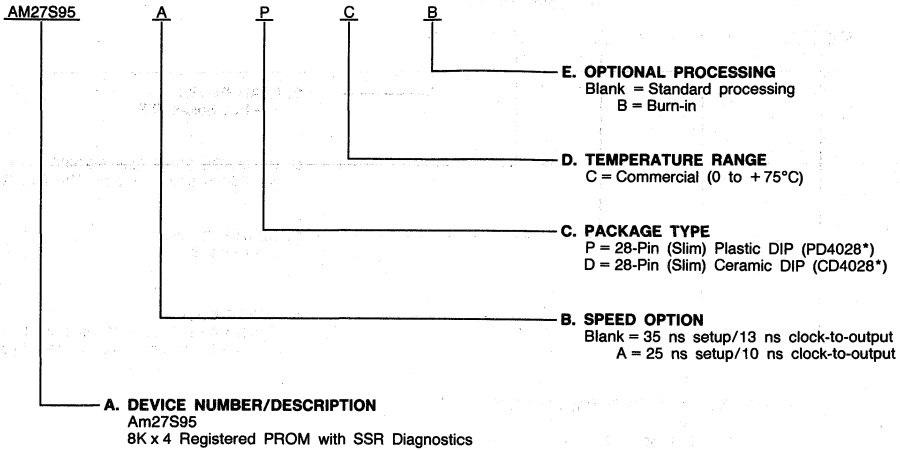 AM27S95 A P C B
E. OPTIONAL PROCESSING
Blank = Standard processing
B = Burn-in
D. TEMPERATURE RANGE
C = Commercial (0 to +75°C)
C. PACKAGE TYPE
P = 28-Pin (Slim) Plastic DIP (PD4028*)
D = 28-Pin (Slim) Ceramic DIP (CD4028*)
B. SPEED OPTION
Blank = 35 ns setup/13 ns clock-to-output
A = 25 ns setup/10 ns clock-to-output
A. DEVICE NUMBER/DESCRIPTION
Am27S95
8K x 4 Registered PROM with SSR Diagnostics